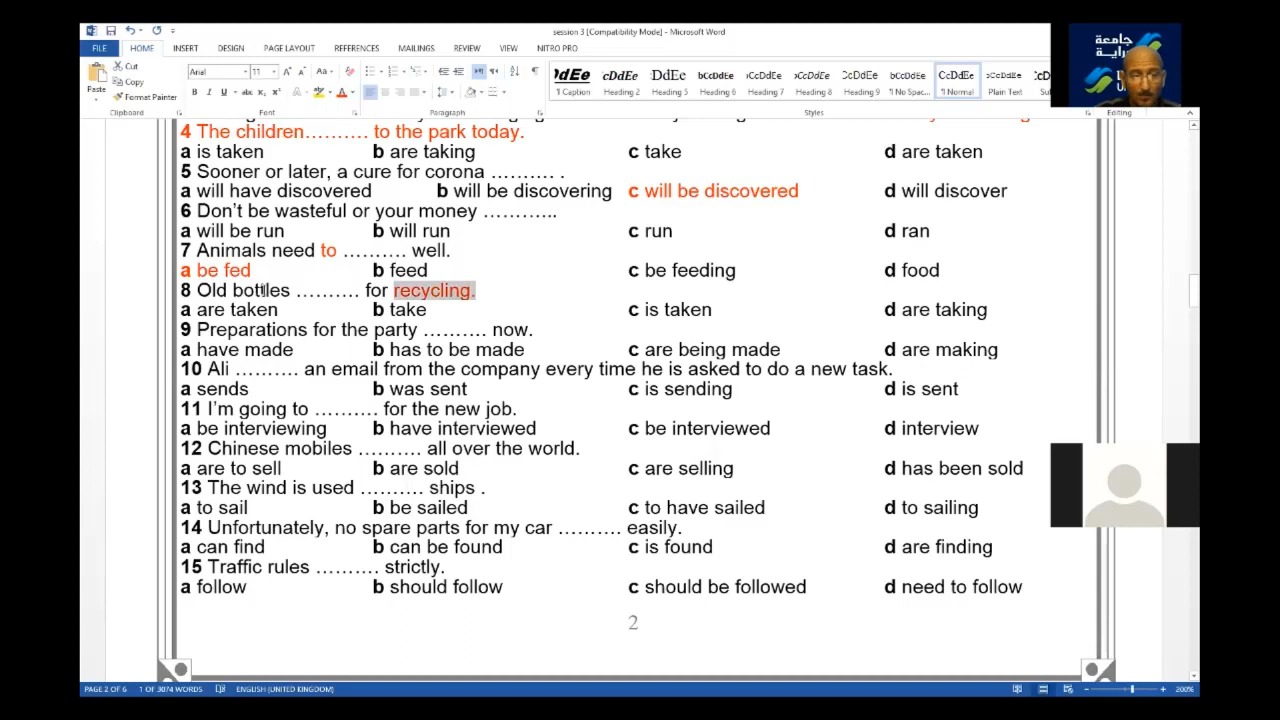 session 3 [Compatibility Mode] - Microsoft Word
FILE HOME INSERT DESIGN PAGE LAYOUT REFERENCES MAILINGS REVIEW VIEW NITRO PRO
Paste
Cut
Copy
Format Painter
Clipboard
Arial 11
Font
Paragraph
¶ Caption Heading 2 Heading 5 Heading 6 Heading 7 Heading 8 Heading 9 ¶ No Spac... ¶ Normal Plain Text
Styles
Editing
جامعة
4 The children………. to the park today.
a is taken b are taking c take d are taken
5 Sooner or later, a cure for corona ………. .
a will have discovered b will be discovering c will be discovered d will discover
6 Don’t be wasteful or your money ………...
a will be run b will run c run d ran
7 Animals need to ………. well.
a be fed b feed c be feeding d food
8 Old bottles ………. for recycling.
a are taken b take c is taken d are taking
9 Preparations for the party ………. now.
a have made b has to be made c are being made d are making
10 Ali ………. an email from the company every time he is asked to do a new task.
a sends b was sent c is sending d is sent
11 I’m going to ………. for the new job.
a be interviewing b have interviewed c be interviewed d interview
12 Chinese mobiles ………. all over the world.
a are to sell b are sold c are selling d has been sold
13 The wind is used ………. ships .
a to sail b be sailed c to have sailed d to sailing
14 Unfortunately, no spare parts for my car ………. easily.
a can find b can be found c is found d are finding
15 Traffic rules ………. strictly.
a follow b should follow c should be followed d need to follow
2
PAGE 2 OF 6 1 OF 3074 WORDS ENGLISH (UNITED KINGDOM) 200%